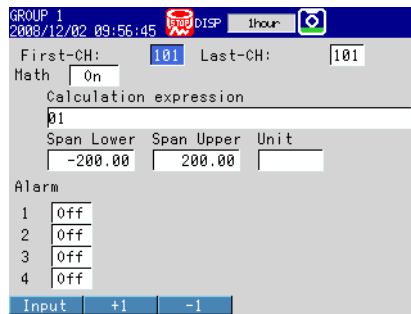 GROUP 1
2008/12/02 09:56:45 STOP DISP 1hour
First-CH: 101 Last-CH: 101
Math On
Calculation expression
01
Span Lower Span Upper Unit
-200.00 200.00
Alarm
1 Off
2 Off
3 Off
4 Off
Input +1 -1